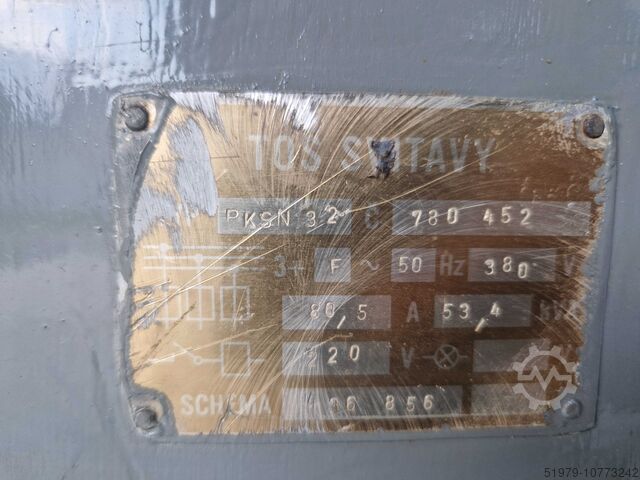 TOS SVITAVY
PKSN 32 C 780 452
3+ F ~ 50 Hz 380 V
80,5 A 53,4 kVA
220 V
SCHEMA 856
51979-10773242